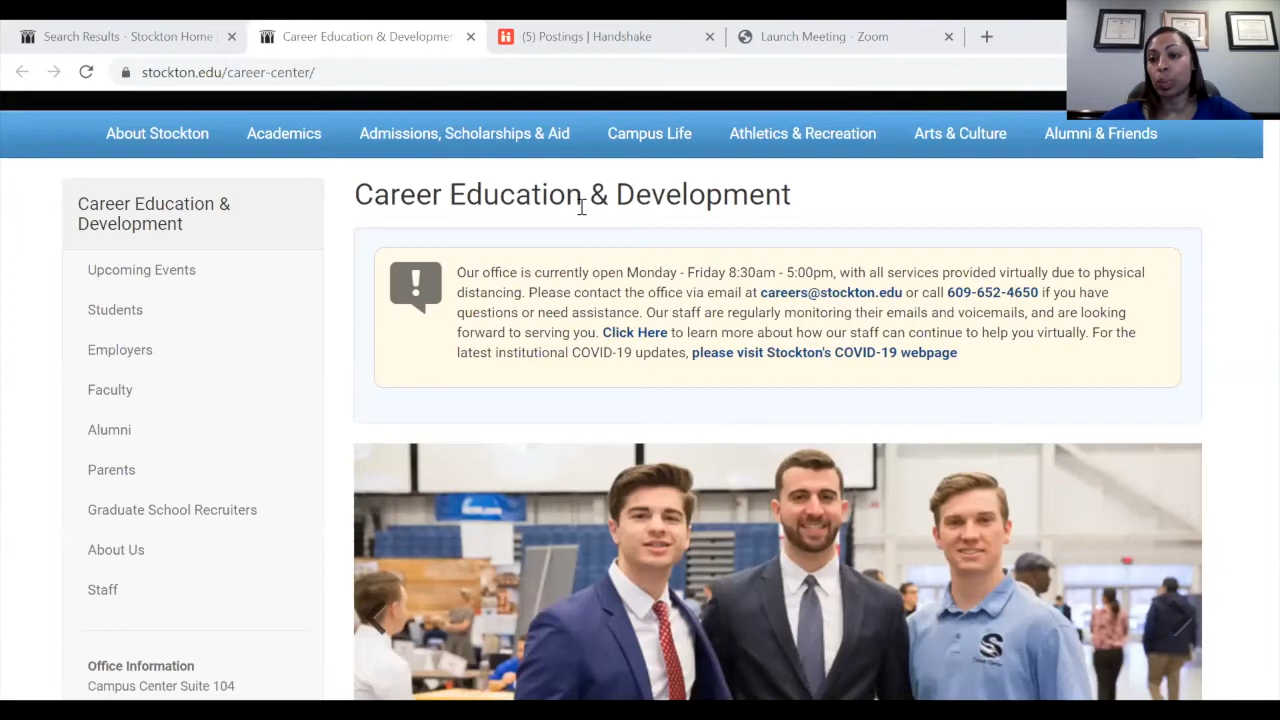 Search Results - Stockton Home
Career Education & Developmen
(5) Postings | Handshake
Launch Meeting - Zoom
stockton.edu/career-center/
About Stockton
Academics
Admissions, Scholarships & Aid
Campus Life
Athletics & Recreation
Arts & Culture
Alumni & Friends
Career Education &
Development
Upcoming Events
Students
Employers
Faculty
Alumni
Parents
Graduate School Recruiters
About Us
Staff
Office Information
Campus Center Suite 104
Career Education & Development
Our office is currently open Monday - Friday 8:30am - 5:00pm, with all services provided virtually due to physical
distancing. Please contact the office via email at careers@stockton.edu or call 609-652-4650 if you have
questions or need assistance. Our staff are regularly monitoring their emails and voicemails, and are looking
forward to serving you. Click Here to learn more about how our staff can continue to help you virtually. For the
latest institutional COVID-19 updates, please visit Stockton's COVID-19 webpage